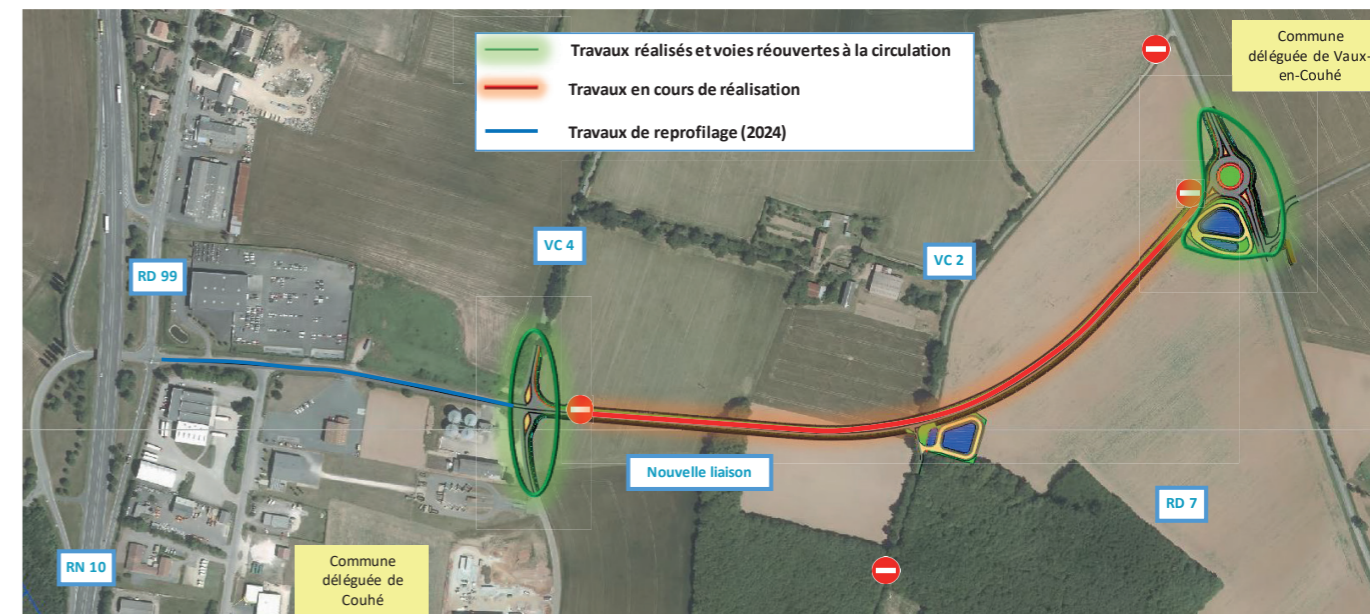 Travaux réalisés et voies réouvertes à la circulation
Travaux en cours de réalisation
Travaux de reprofilage (2024)
Commune
déléguée de Vaux-
en-Couhé
VC 4
VC 2
RD 99
Nouvelle liaison
RD 7
RN 10
Commune
déléguée de
Couhé